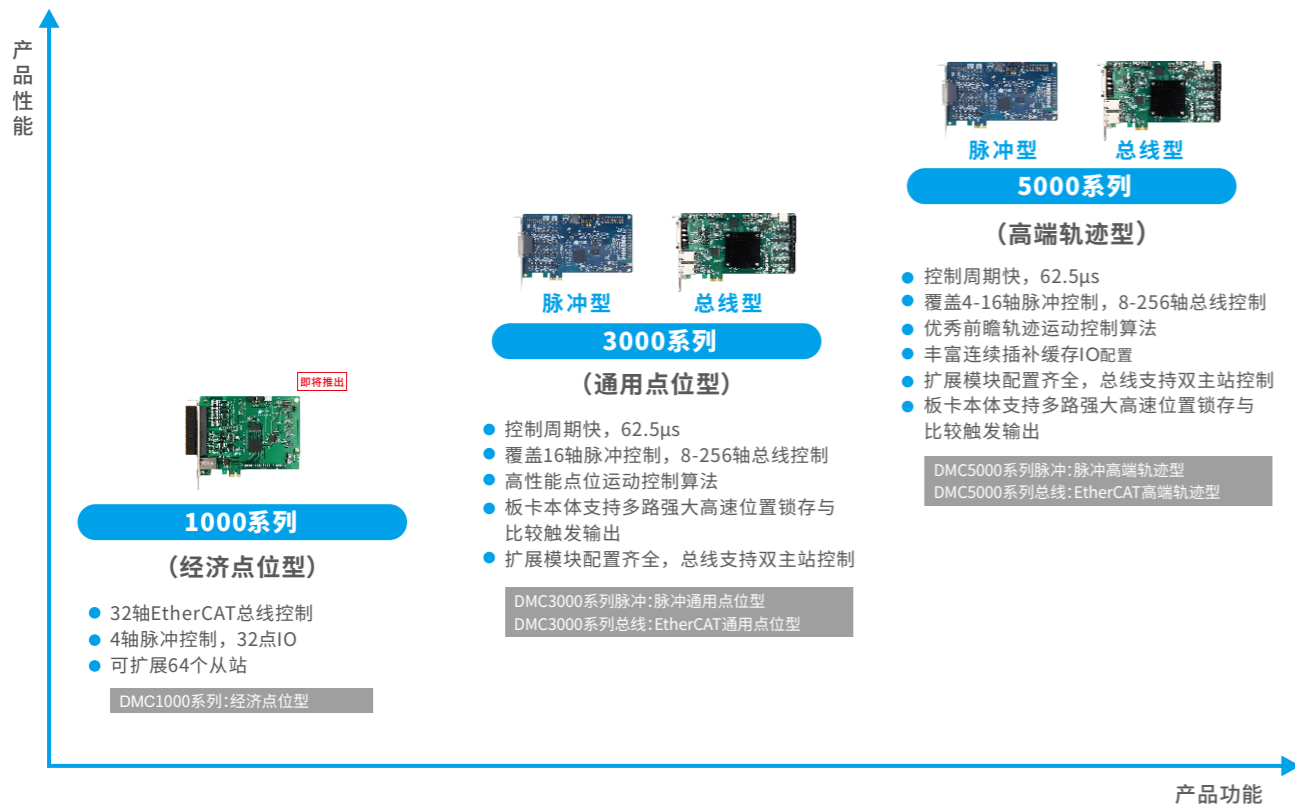 产品性能
脉冲型
总线型
5000系列
（高端轨迹型）
控制周期快，62.5μs
覆盖4-16轴脉冲控制，8-256轴总线控制
优秀前瞻轨迹运动控制算法
丰富连续插补缓存IO配置
扩展模块配置齐全，总线支持双主站控制
板卡本体支持多路强大高速位置锁存与
比较触发输出
DMC5000系列脉冲：脉冲高端轨迹型
DMC5000系列总线：EtherCAT高端轨迹型
脉冲型
总线型
3000系列
（通用点位型）
控制周期快，62.5μs
覆盖16轴脉冲控制，8-256轴总线控制
高性能点位运动控制算法
板卡本体支持多路强大高速位置锁存与
比较触发输出
扩展模块配置齐全，总线支持双主站控制
DMC3000系列脉冲：脉冲通用点位型
DMC3000系列总线：EtherCAT通用点位型
即将推出
1000系列
（经济点位型）
32轴EtherCAT总线控制
4轴脉冲控制，32点IO
可扩展64个从站
DMC1000系列：经济点位型
产品功能